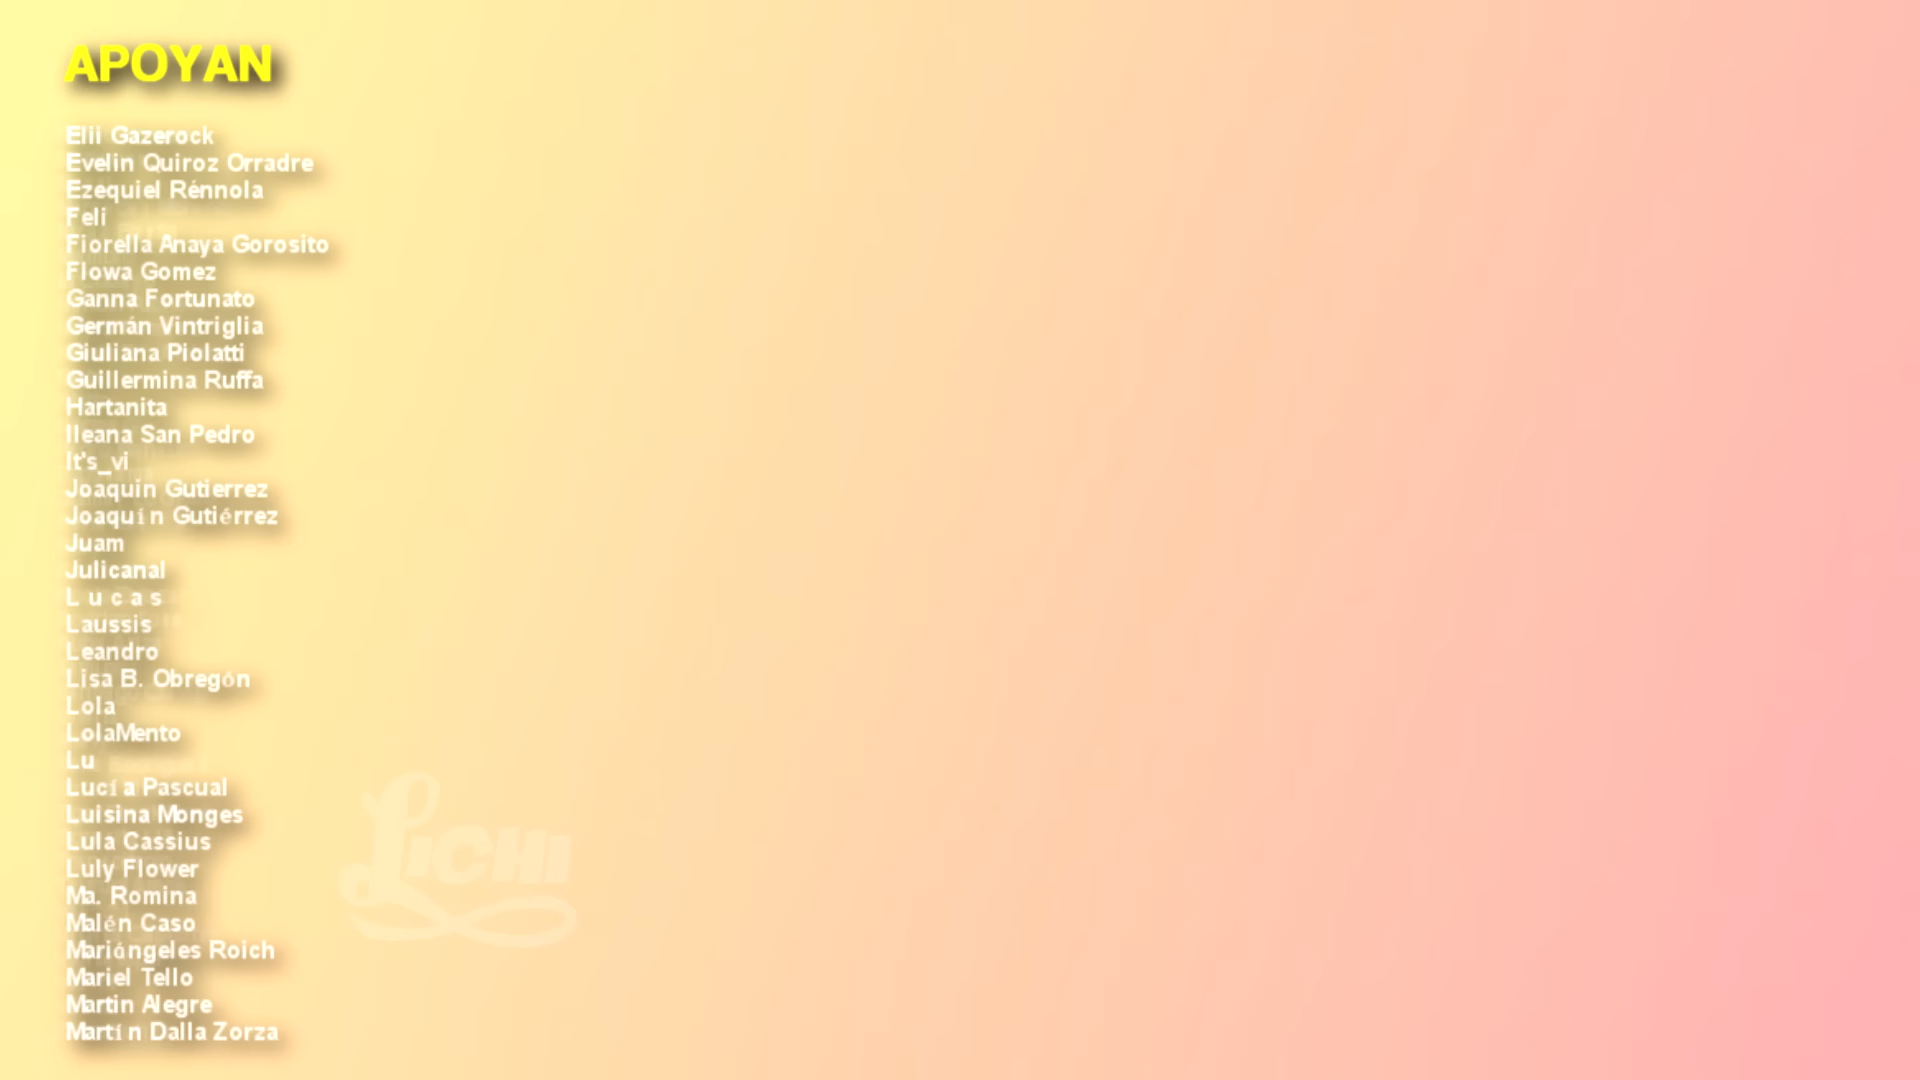 APOYAN
Elii Gazerock
Evelin Quiroz Orradre
Ezequiel Rénnola
Feli
Fiorella Anaya Gorosito
Flowa Gomez
Ganna Fortunato
Germán Vintriglia
Giuliana Piolatti
Guillermina Ruffa
Hartanita
Ileana San Pedro
It's_vi
Joaquin Gutierrez
Joaquín Gutiérrez
Juam
Julicanal
L u c a s
Laussis
Leandro
Lisa B. Obregón
Lola
LolaMento
Lu
Lucía Pascual
Luisina Monges
Lula Cassius
Luly Flower
Ma. Romina
Malén Caso
Mariángeles Roich
Mariel Tello
Martin Alegre
Martín Dalla Zorza
LICHI